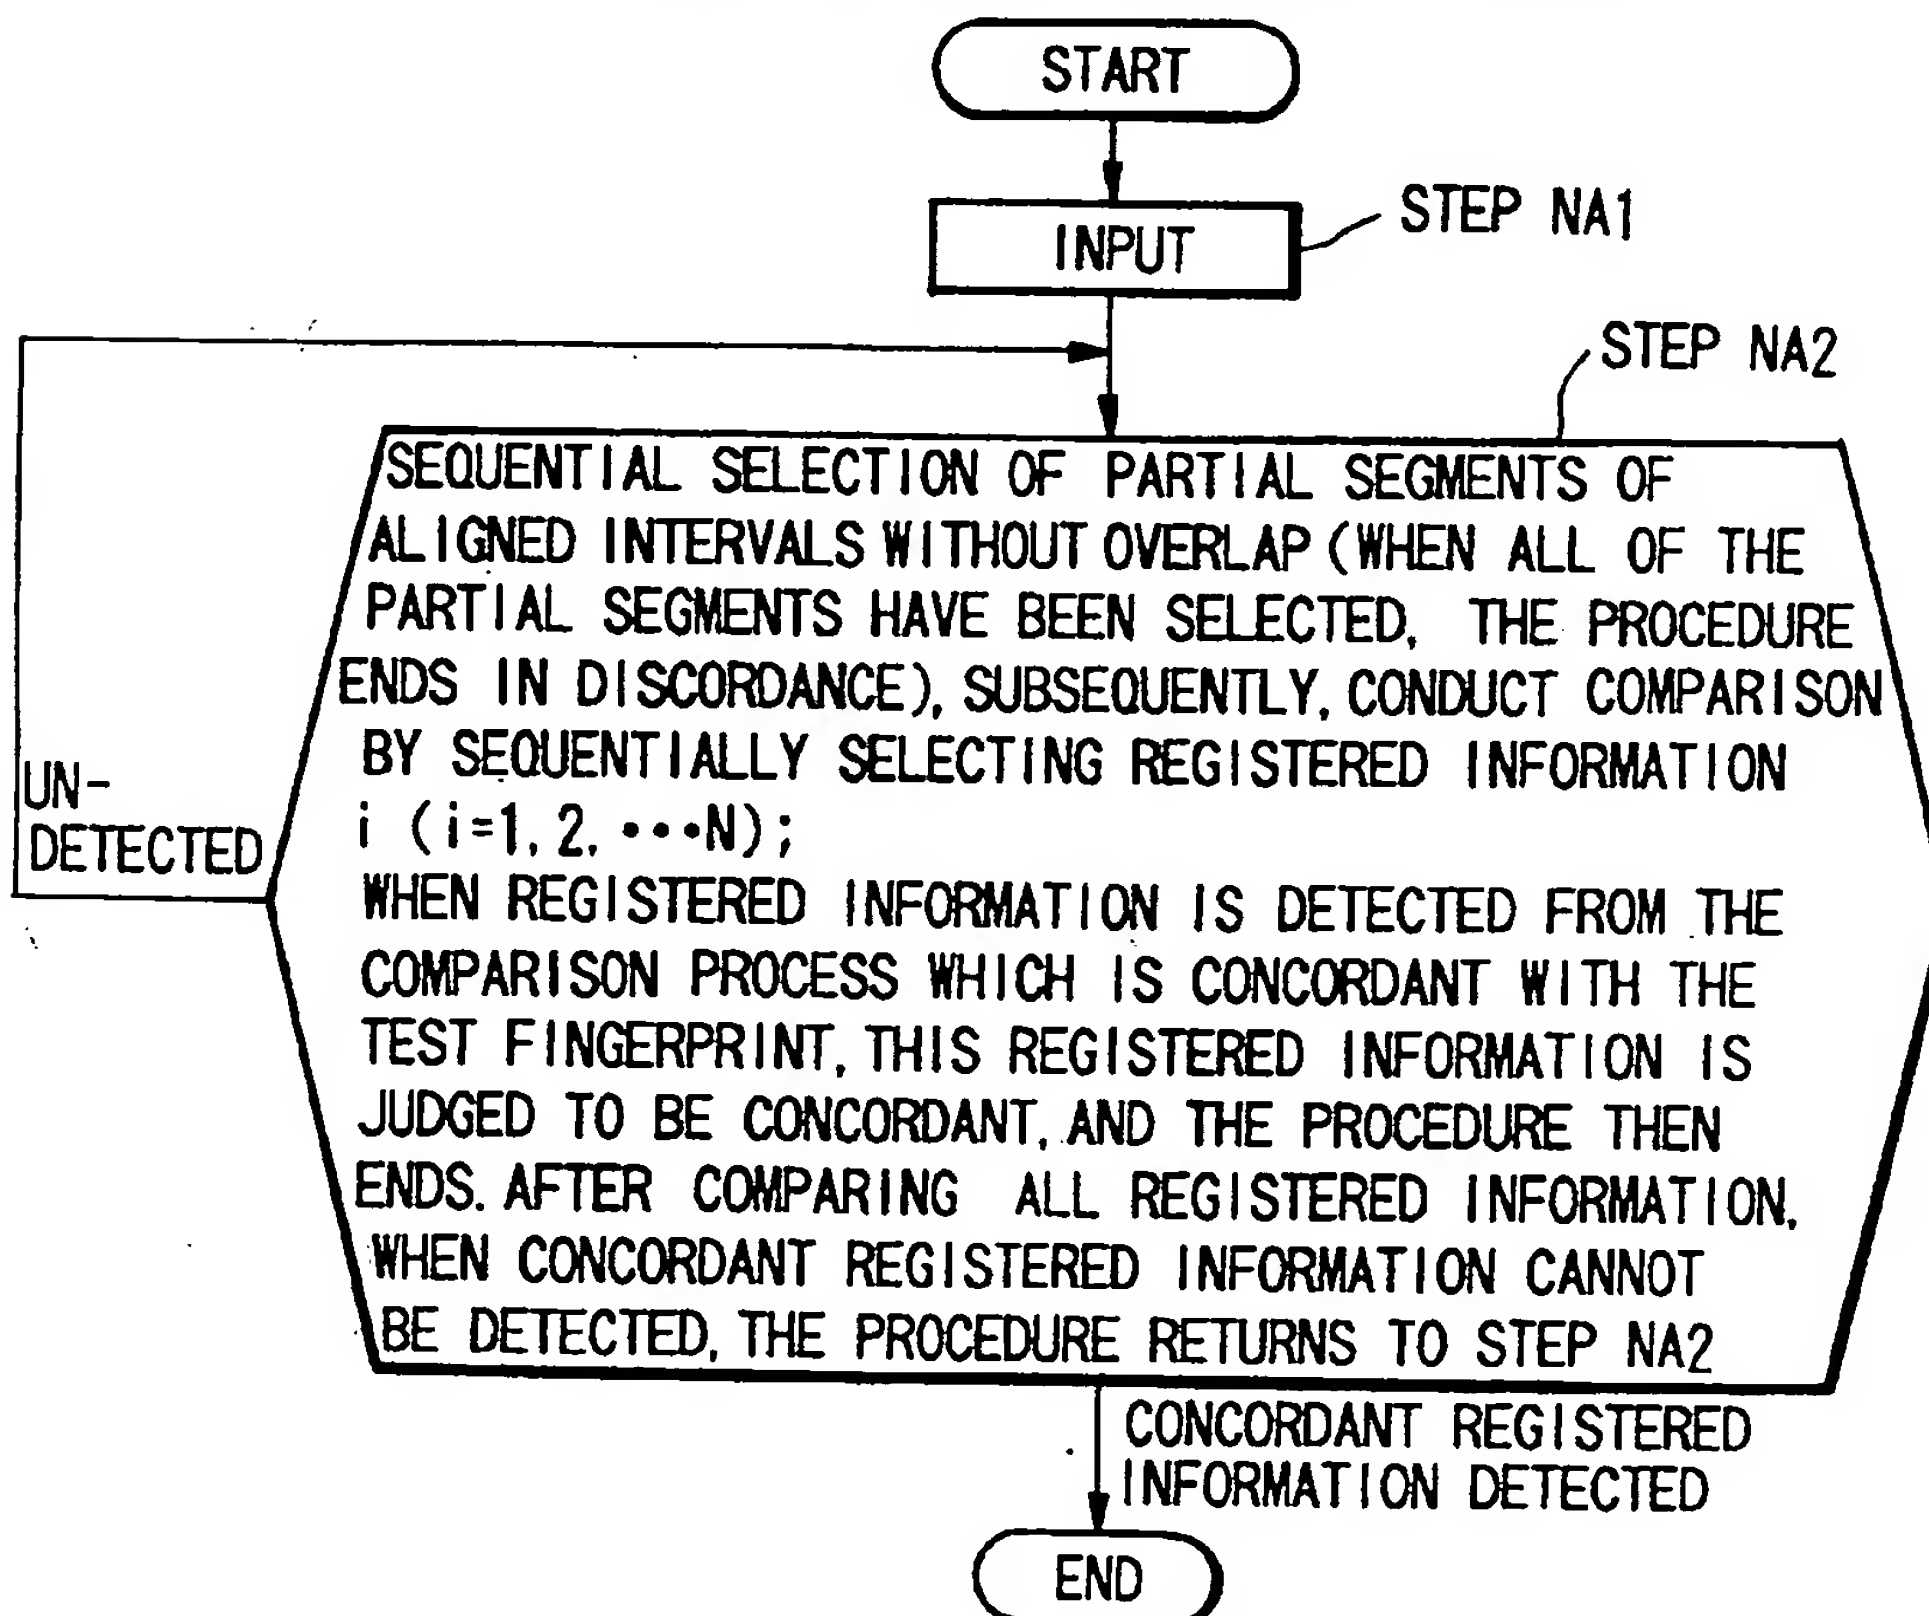 START
INPUT
STEP NA1
STEP NA2
SEQUENTIAL SELECTION OF PARTIAL SEGMENTS OF
ALIGNED INTERVALS WITHOUT OVERLAP (WHEN ALL OF THE
PARTIAL SEGMENTS HAVE BEEN SELECTED, THE PROCEDURE
ENDS IN DISCORDANCE), SUBSEQUENTLY, CONDUCT COMPARISON
BY SEQUENTIALLY SELECTING REGISTERED INFORMATION
i (i=1, 2, •••N);
WHEN REGISTERED INFORMATION IS DETECTED FROM THE
COMPARISON PROCESS WHICH IS CONCORDANT WITH THE
TEST FINGERPRINT, THIS REGISTERED INFORMATION IS
JUDGED TO BE CONCORDANT, AND THE PROCEDURE THEN
ENDS. AFTER COMPARING ALL REGISTERED INFORMATION,
WHEN CONCORDANT REGISTERED INFORMATION CANNOT
BE DETECTED, THE PROCEDURE RETURNS TO STEP NA2
UN-
DETECTED
CONCORDANT REGISTERED
INFORMATION DETECTED
END